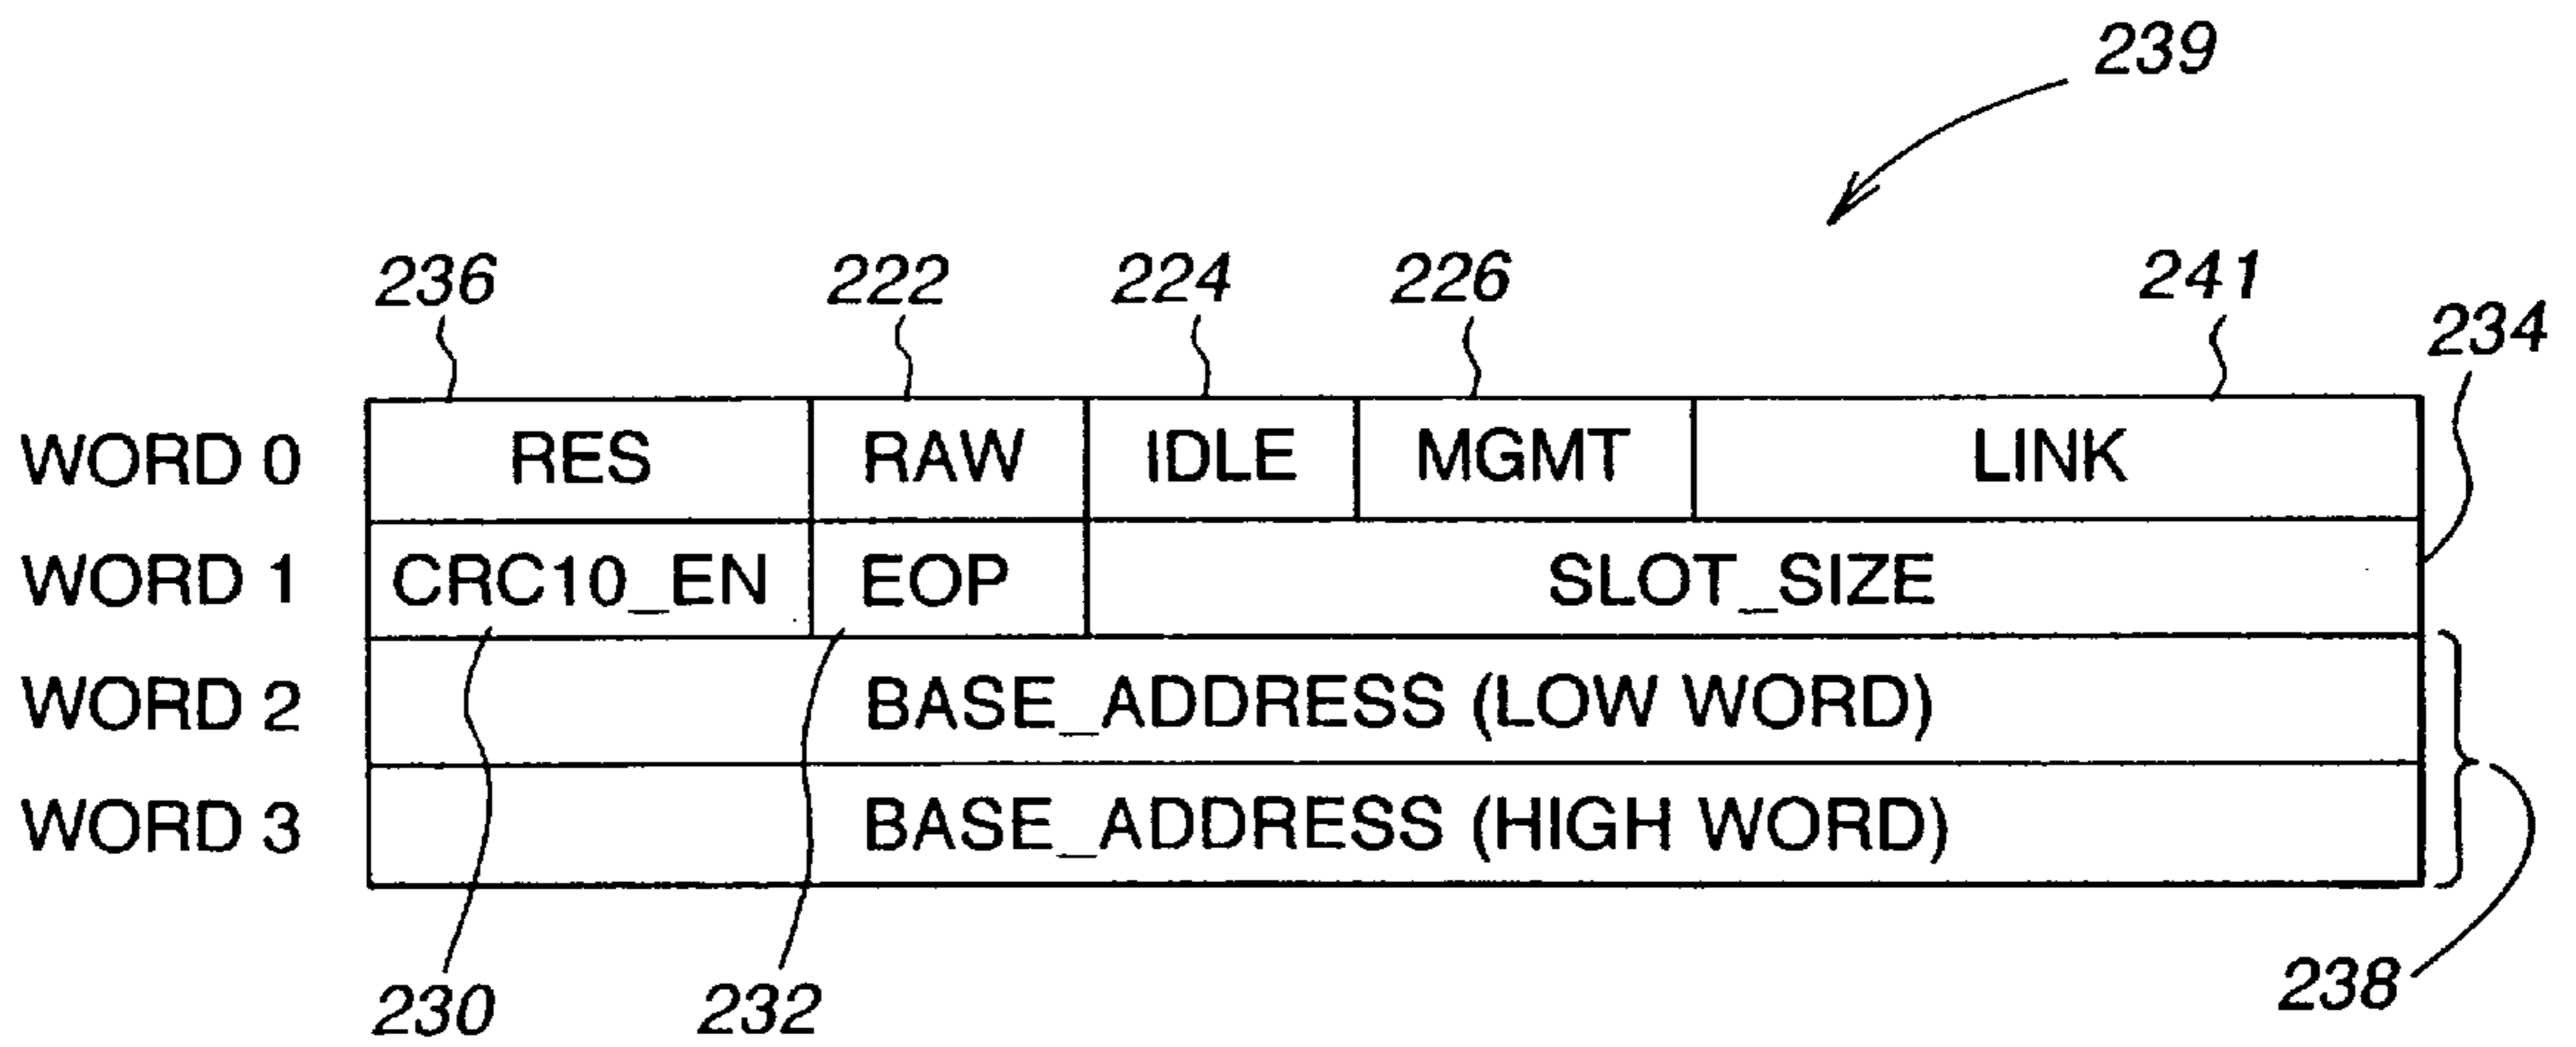 239
236 222 224 226 241
234
WORD 0 RES RAW IDLE MGMT LINK
WORD 1 CRC10_EN EOP SLOT_SIZE
WORD 2 BASE_ADDRESS (LOW WORD)
WORD 3 BASE_ADDRESS (HIGH WORD)
230 232 238